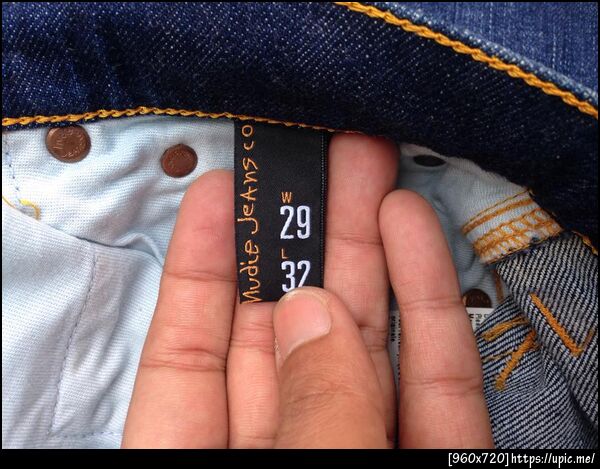 Nudie JeAns co
W
29
L
32
[960x720]https://upic.me/